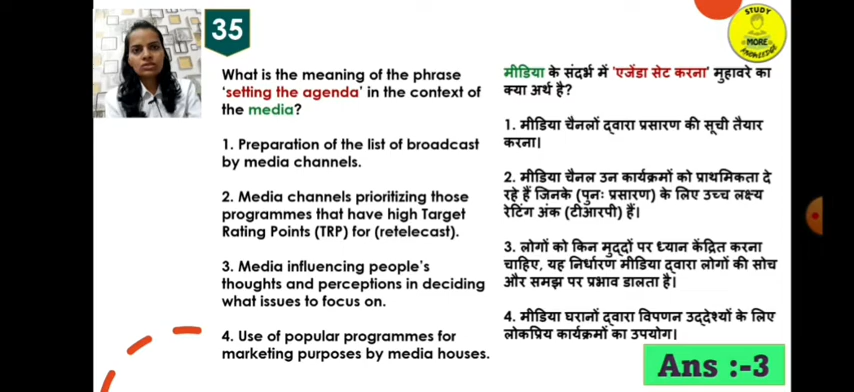 35
STUDY
MORE
KNOWLEDGE
What is the meaning of the phrase
'setting the agenda' in the context of
the media?
1. Preparation of the list of broadcast
by media channels.
2. Media channels prioritizing those
programmes that have high Target
Rating Points (TRP) for (retelecast).
3. Media influencing people's
thoughts and perceptions in deciding
what issues to focus on.
4. Use of popular programmes for
marketing purposes by media houses.
मीडिया के संदर्भ में 'एजेंडा सेट करना' मुहावरे का
क्या अर्थ है?
1. मीडिया चैनलों द्वारा प्रसारण की सूची तैयार
करना।
2. मीडिया चैनल उन कार्यक्रमों को प्राथमिकता दे
रहे हैं जिनके (पुनः प्रसारण) के लिए उच्च लक्ष्य
रेटिंग अंक (टीआरपी) हैं।
3. लोगों को किन मुद्दों पर ध्यान केंद्रित करना
चाहिए, यह निर्धारण मीडिया द्वारा लोगों की सोच
और समझ पर प्रभाव डालता है।
4. मीडिया घरानों द्वारा विपणन उद्देश्यों के लिए
लोकप्रिय कार्यक्रमों का उपयोग।
Ans :-3